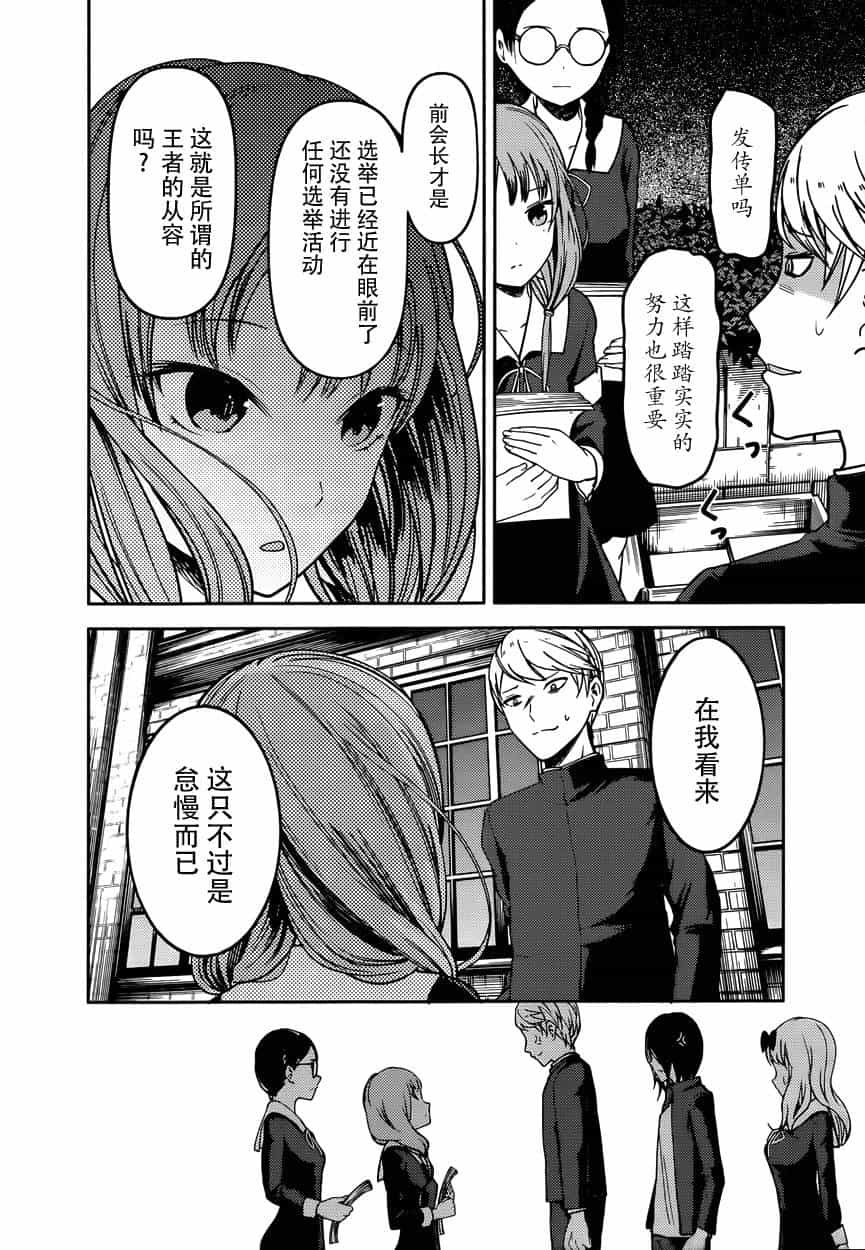 发传单吗
这样踏踏实实的
努力也很重要
くっ
くっ
前会长才是
选举已经近在眼前了
还没有进行
任何选举活动
这就是所谓的
王者的从容
吗？
在我看来
这只不过是
怠慢而已